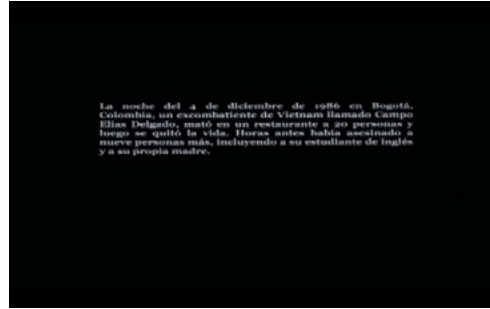 La noche del 4 de diciembre de 1986 en Bogotá,
Colombia, un excombatiente de Vietnam llamado Campo
Elías Delgado, mató en un restaurante a 20 personas y
luego se quitó la vida. Horas antes había asesinado a
nueve personas más, incluyendo a su estudiante de inglés
y a su propia madre.